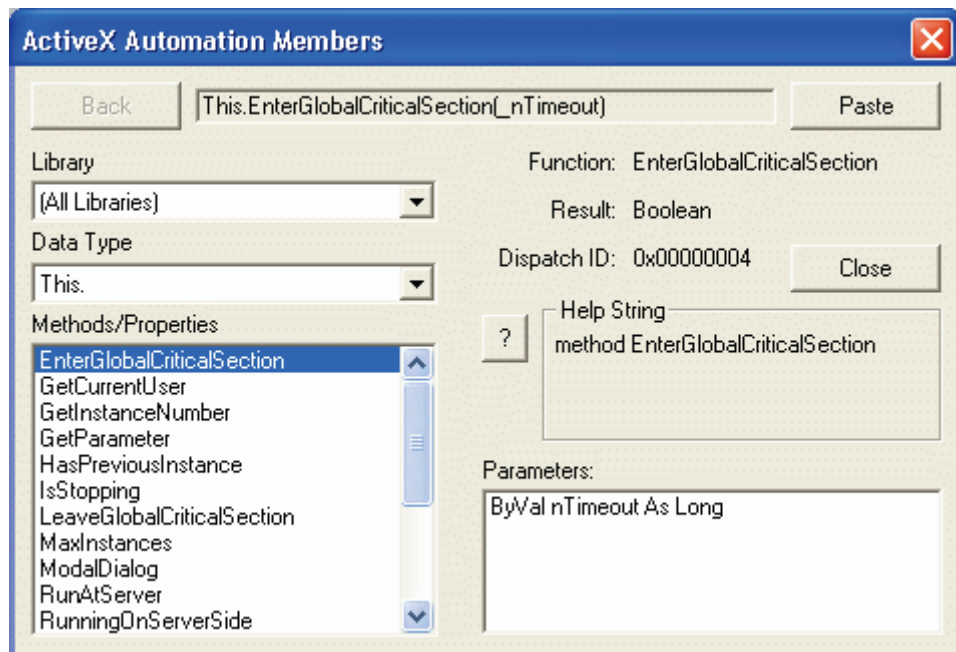 ActiveX Automation Members
Back
This.EnterGlobalCriticalSection(_nTimeout)
Paste
Library
(All Libraries)
Data Type
This.
Methods/Properties
EnterGlobalCriticalSection
GetCurrentUser
GetInstanceNumber
GetParameter
HasPreviousInstance
IsStopping
LeaveGlobalCriticalSection
MaxInstances
ModalDialog
RunAtServer
RunningOnServerSide
Function: EnterGlobalCriticalSection
Result: Boolean
Dispatch ID: 0x00000004
Close
?
Help String
method EnterGlobalCriticalSection
Parameters:
ByVal nTimeout As Long